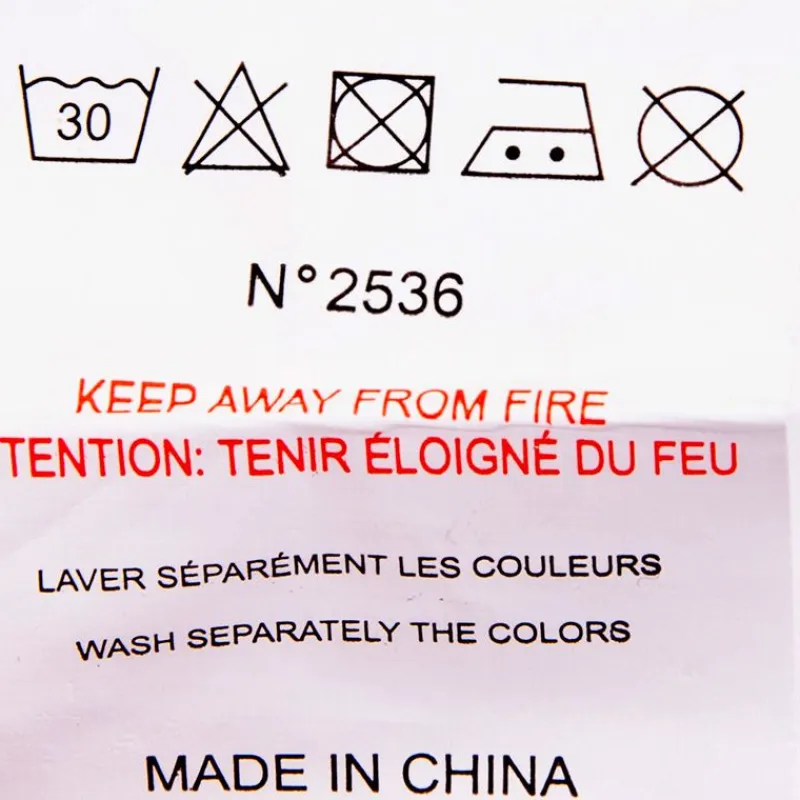 30
N°2536
KEEP AWAY FROM FIRE
TENTION: TENIR ÉLOIGNÉ DU FEU
LAVER SÉPARÉMENT LES COULEURS
WASH SEPARATELY THE COLORS
MADE IN CHINA